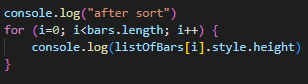 console.log("after sort")
for (i=0; i<bars.length; i++) {
    console.log(listOfBars[i].style.height)
}